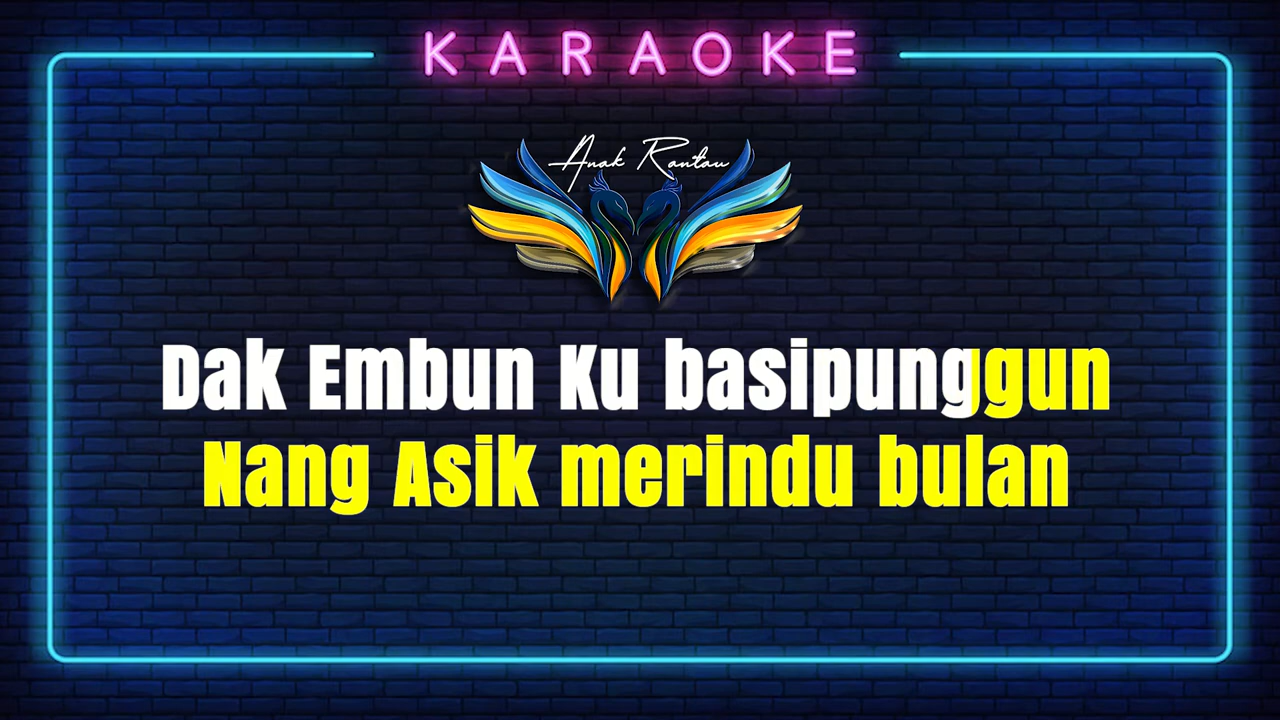 KARAOKE
Anak Rantau
Dak Embun Ku basipunggun
Nang Asik merindu bulan